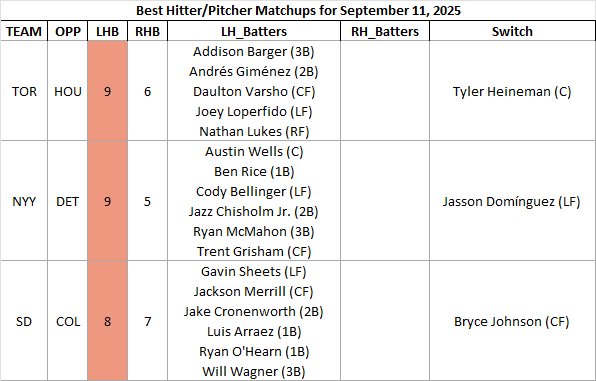 Best Hitter/Pitcher Matchups for September 11, 2025
TEAM OPP LHB RHB LH_Batters RH_Batters Switch
Addison Barger (3B)
Andrés Giménez (2B)
TOR HOU 9 6 Daulton Varsho (CF) Tyler Heineman (C)
Joey Loperfido (LF)
Nathan Lukes (RF)
Austin Wells (C)
Ben Rice (1B)
Cody Bellinger (LF)
NYY DET 9 5 Jasson Domínguez (LF)
Jazz Chisholm Jr. (2B)
Ryan McMahon (3B)
Trent Grisham (CF)
Gavin Sheets (LF)
Jackson Merrill (CF)
Jake Cronenworth (2B)
SD COL 8 7 Bryce Johnson (CF)
Luis Arraez (1B)
Ryan O'Hearn (1B)
Will Wagner (3B)